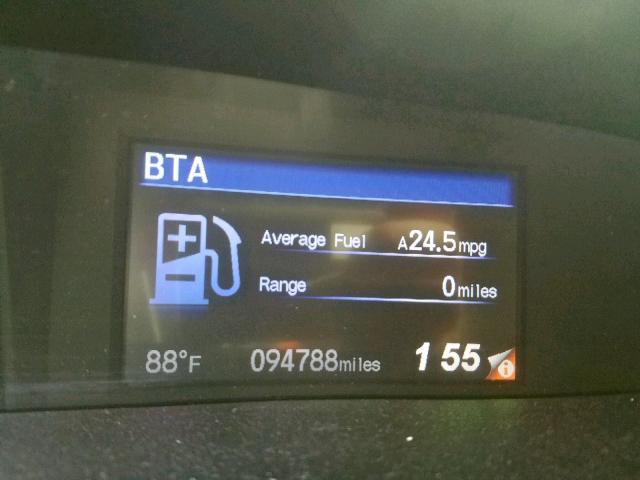 BTA
Average Fuel A24.5mpg
Range 0miles
88°F 094788miles 1 55 i